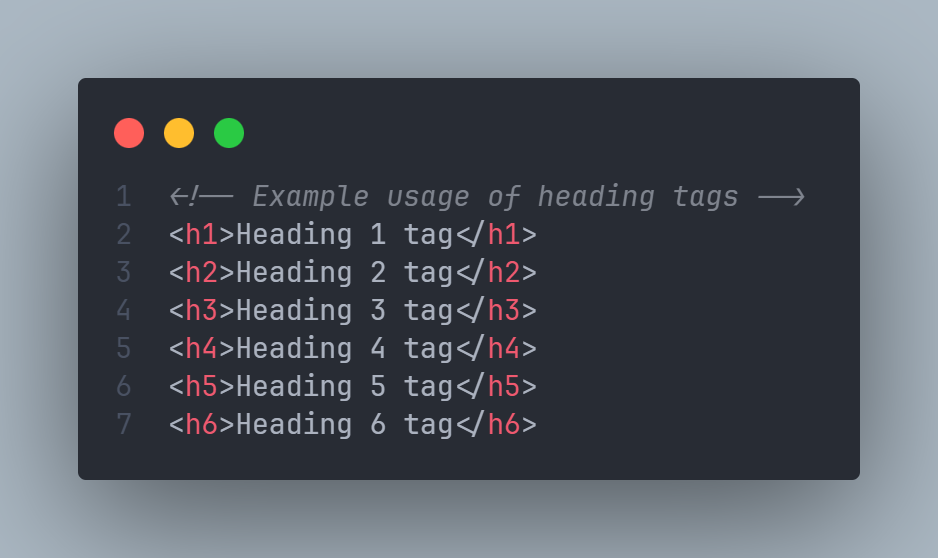 1 <!-- Example usage of heading tags -->
2 <h1>Heading 1 tag</h1>
3 <h2>Heading 2 tag</h2>
4 <h3>Heading 3 tag</h3>
5 <h4>Heading 4 tag</h4>
6 <h5>Heading 5 tag</h5>
7 <h6>Heading 6 tag</h6>